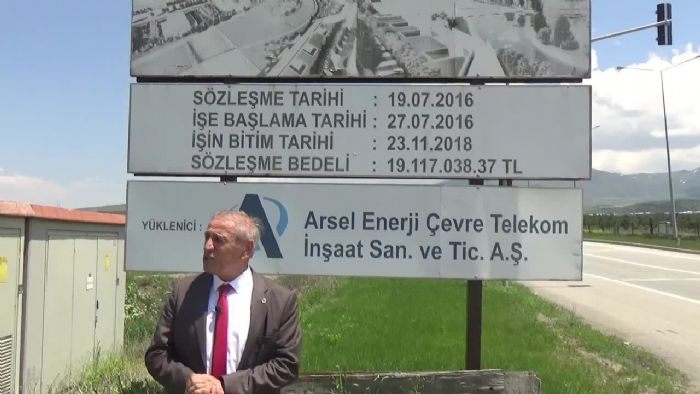 SÖZLEŞME TARİHİ : 19.07.2016
İŞE BAŞLAMA TARİHİ : 27.07.2016
İŞİN BİTİM TARİHİ : 23.11.2018
SÖZLEŞME BEDELİ : 19.117.038.37 TL
YÜKLENİCİ : Arsel Enerji Çevre Telekom
İnşaat San. ve Tic. A.Ş.